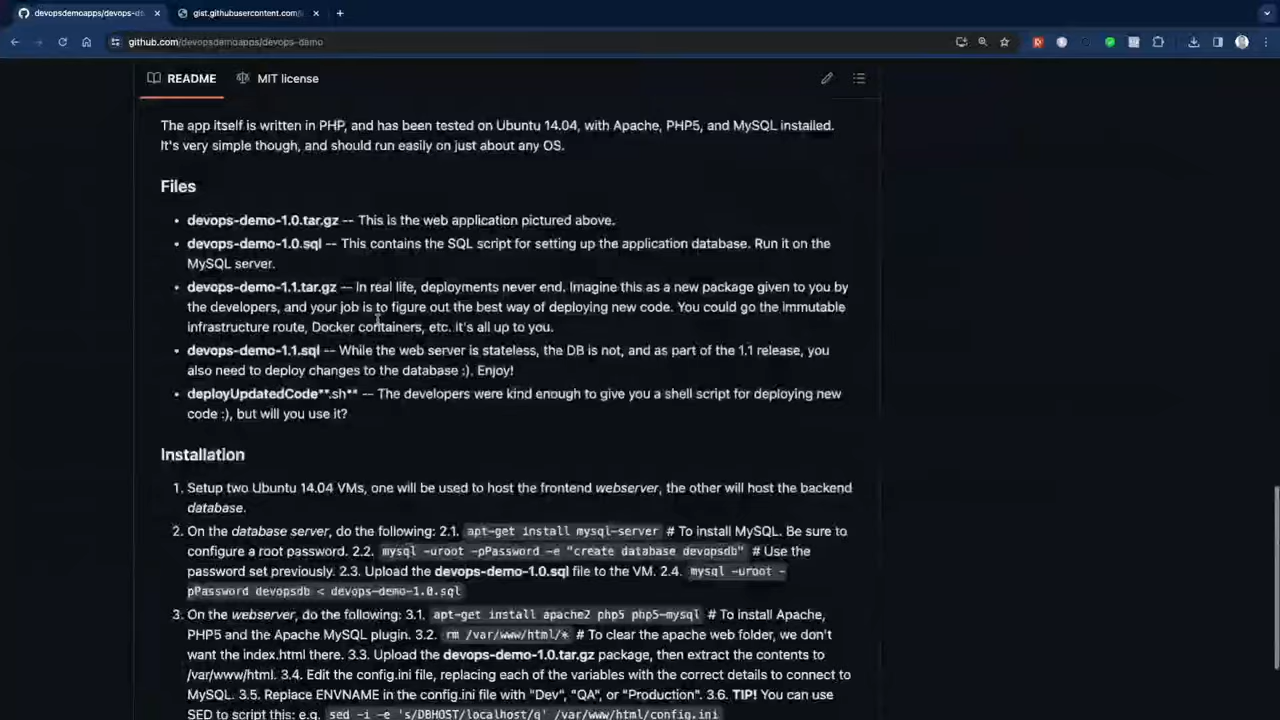 devopsdemoapps/devops-de
gist.githubusercontent.com/
github.com/devopsdemoapps/devops-demo
README
MIT license
The app itself is written in PHP, and has been tested on Ubuntu 14.04, with Apache, PHP5, and MySQL installed.
It's very simple though, and should run easily on just about any OS.
Files
• devops-demo-1.0.tar.gz -- This is the web application pictured above.
• devops-demo-1.0.sql -- This contains the SQL script for setting up the application database. Run it on the
MySQL server.
• devops-demo-1.1.tar.gz -- In real life, deployments never end. Imagine this as a new package given to you by
the developers, and your job is to figure out the best way of deploying new code. You could go the immutable
infrastructure route, Docker containers, etc. it's all up to you.
• devops-demo-1.1.sql -- While the web server is stateless, the DB is not, and as part of the 1.1 release, you
also need to deploy changes to the database :). Enjoy!
• deployUpdatedCode**.sh** -- The developers were kind enough to give you a shell script for deploying new
code :), but will you use it?
Installation
1. Setup two Ubuntu 14.04 VMs, one will be used to host the frontend webserver, the other will host the backend
database.
2. On the database server, do the following: 2.1. apt-get install mysql-server # To install MySQL. Be sure to
configure a root password. 2.2. mysql -uroot -pPassword -e "create database devopsdb" # Use the
password set previously. 2.3. Upload the devops-demo-1.0.sql file to the VM. 2.4. mysql -uroot -
pPassword devopsdb < devops-demo-1.0.sql
3. On the webserver, do the following: 3.1. apt-get install apache2 php5 php5-mysql # To install Apache,
PHP5 and the Apache MySQL plugin. 3.2. rm /var/www/html/* # To clear the apache web folder, we don't
want the index.html there. 3.3. Upload the devops-demo-1.0.tar.gz package, then extract the contents to
/var/www/html. 3.4. Edit the config.ini file, replacing each of the variables with the correct details to connect to
MySQL. 3.5. Replace ENVNAME in the config.ini file with "Dev", "QA", or "Production". 3.6. TIP! You can use
SED to script this: e.g. sed -i -e 's/DBHOST/localhost/g' /var/www/html/config.ini